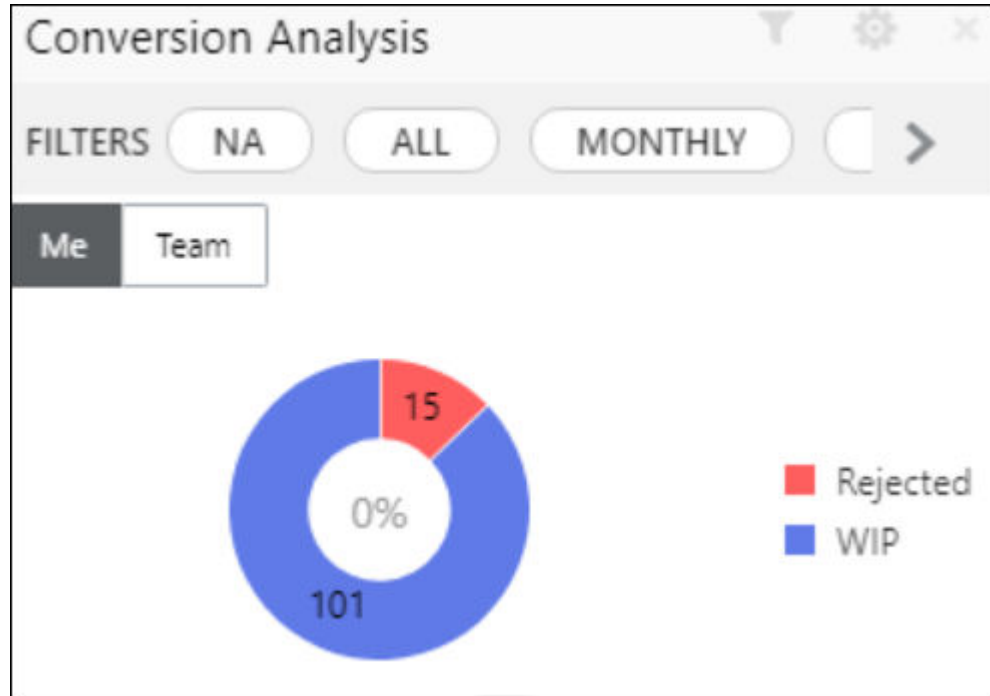 Conversion Analysis
FILTERS NA ALL MONTHLY
Me Team
15
0%
101
Rejected
WIP